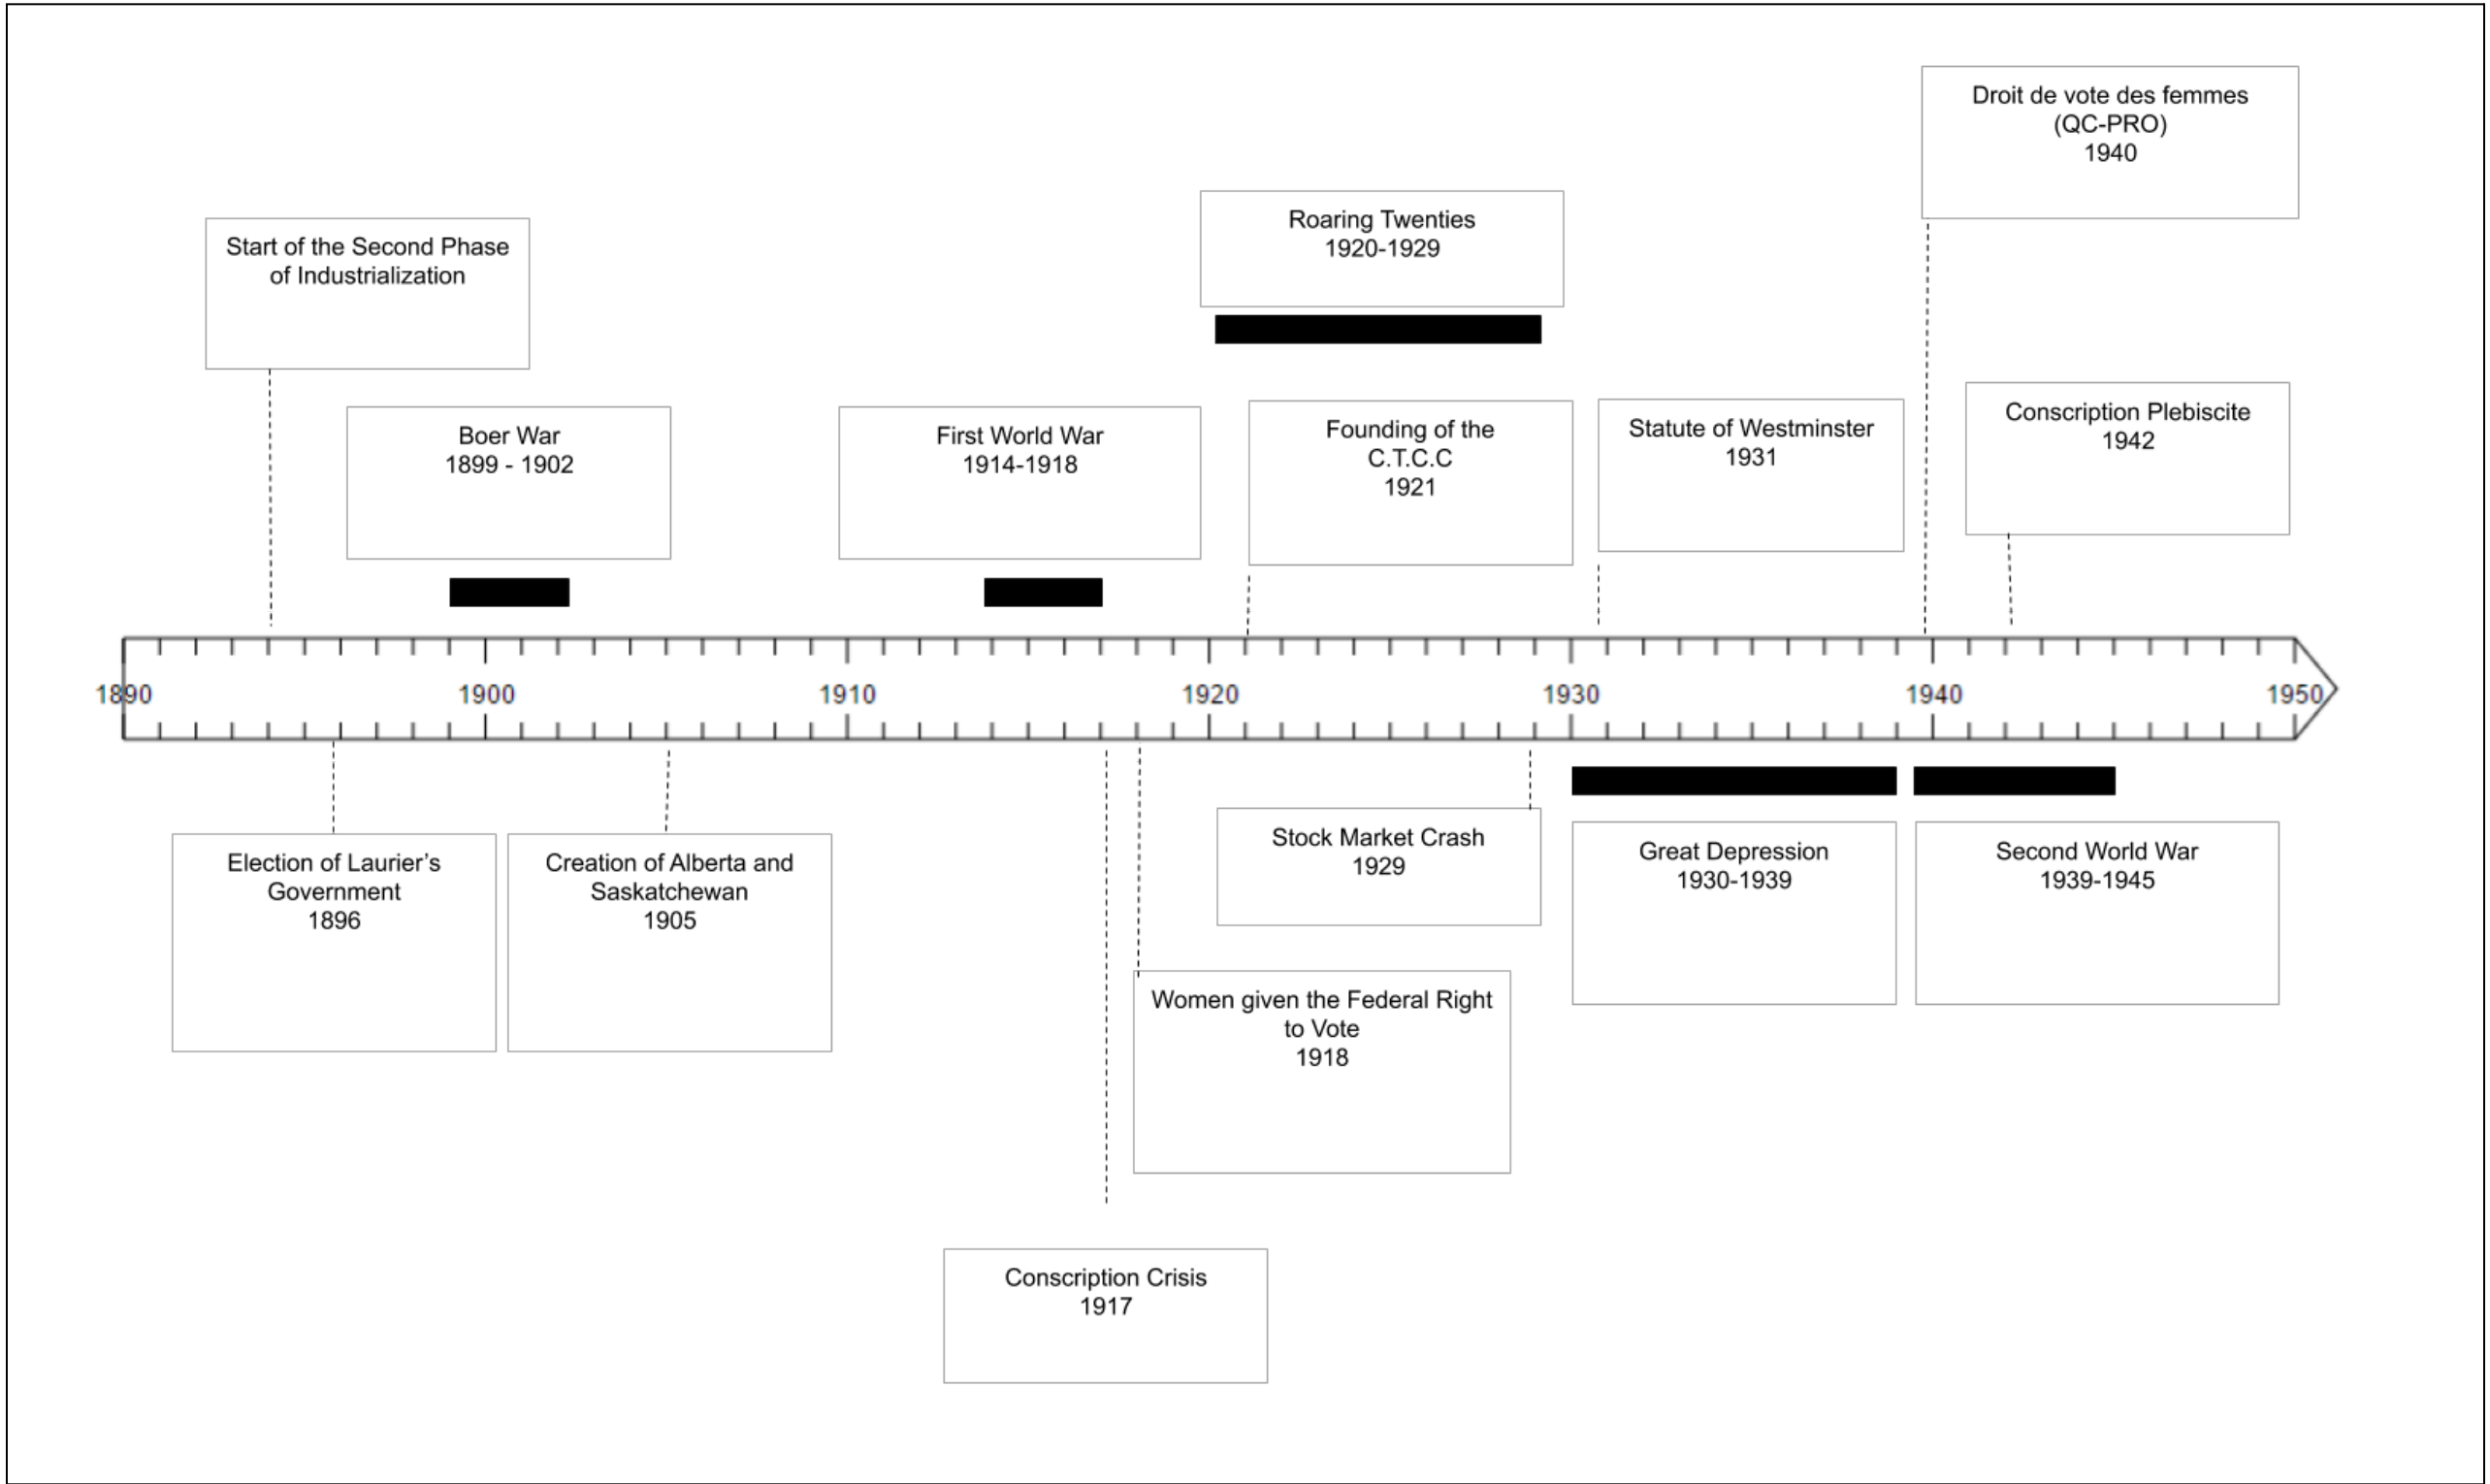 Droit de vote des femmes
(QC-PRO)
1940
Roaring Twenties
1920-1929
Start of the Second Phase
of Industrialization
Boer War
1899 - 1902
First World War
1914-1918
Founding of the
C.T.C.C
1921
Statute of Westminster
1931
Conscription Plebiscite
1942
1890
1900
1910
1920
1930
1940
1950
Election of Laurier’s
Government
1896
Creation of Alberta and
Saskatchewan
1905
Stock Market Crash
1929
Great Depression
1930-1939
Second World War
1939-1945
Women given the Federal Right
to Vote
1918
Conscription Crisis
1917